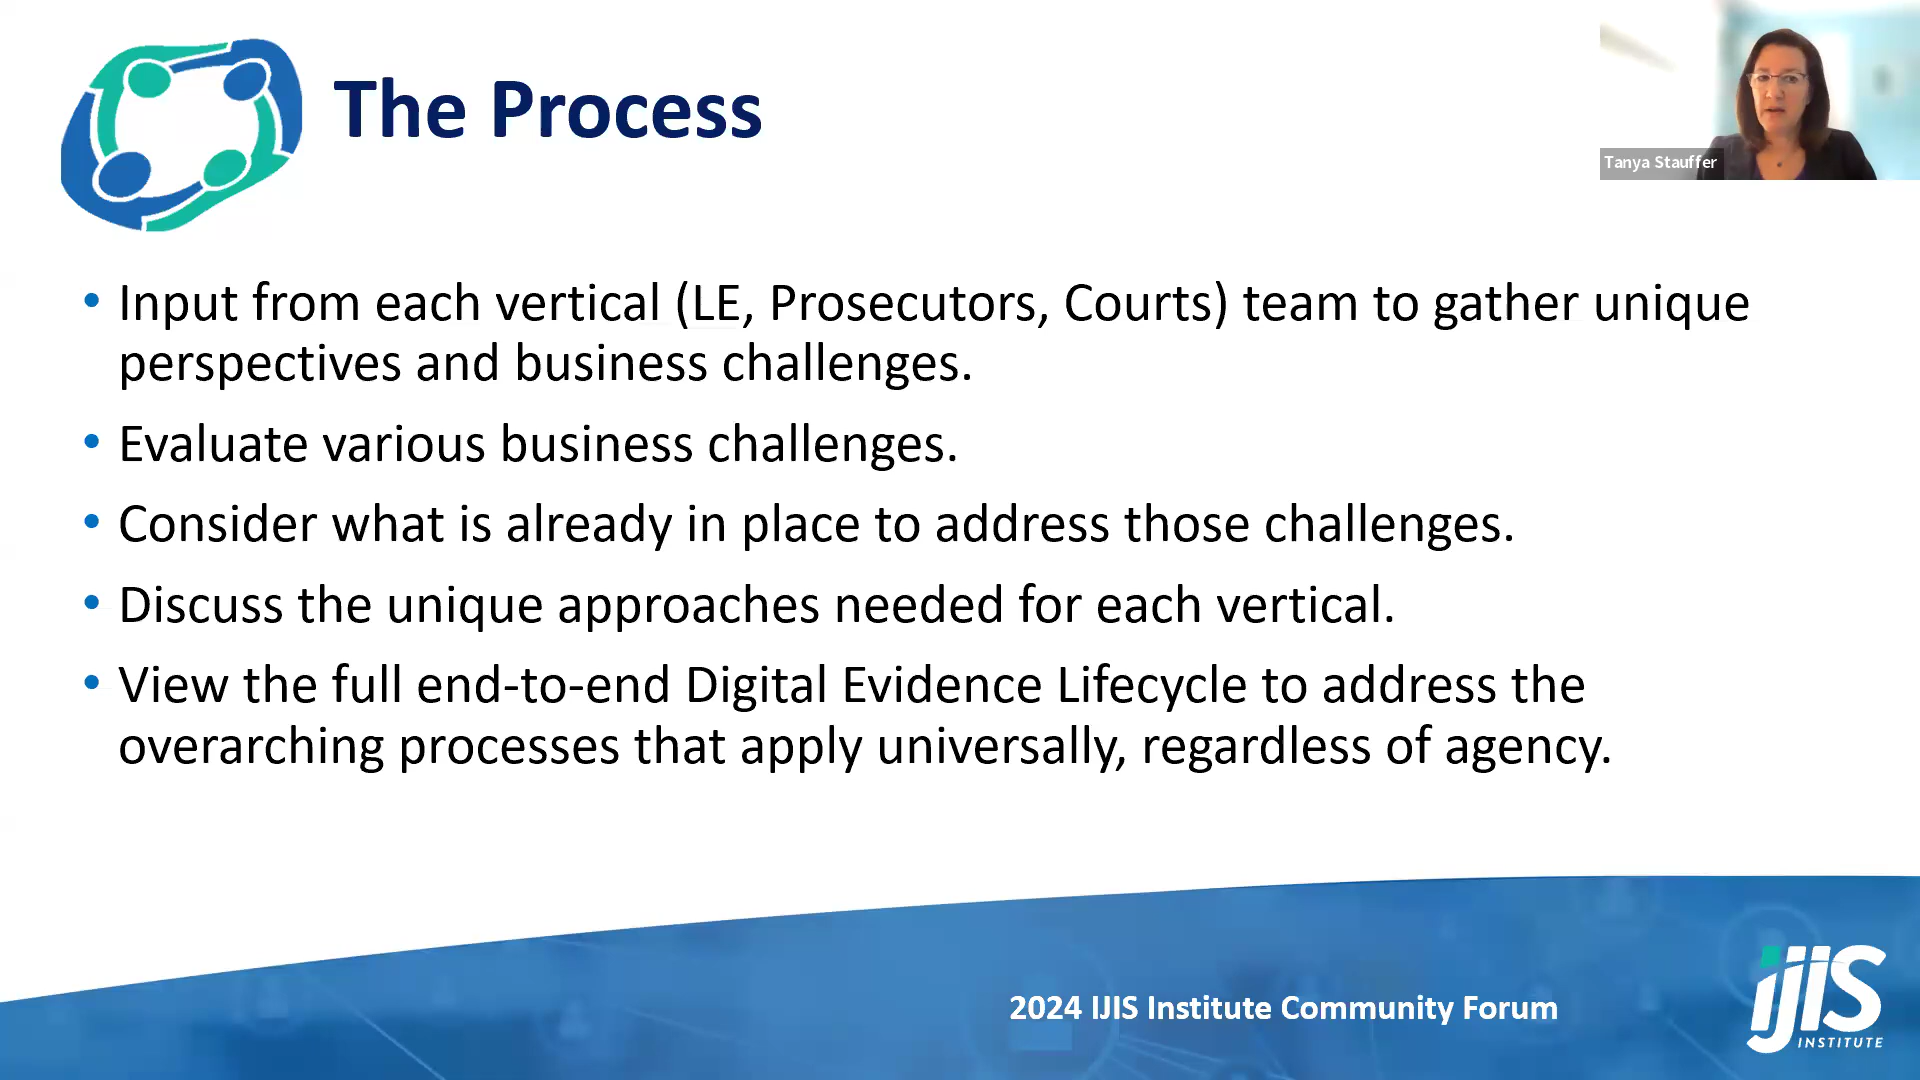 The Process
Tanya Stauffer
• Input from each vertical (LE, Prosecutors, Courts) team to gather unique
perspectives and business challenges.
• Evaluate various business challenges.
• Consider what is already in place to address those challenges.
• Discuss the unique approaches needed for each vertical.
• View the full end-to-end Digital Evidence Lifecycle to address the
overarching processes that apply universally, regardless of agency.
2024 IJIS Institute Community Forum
iJIS
INSTITUTE